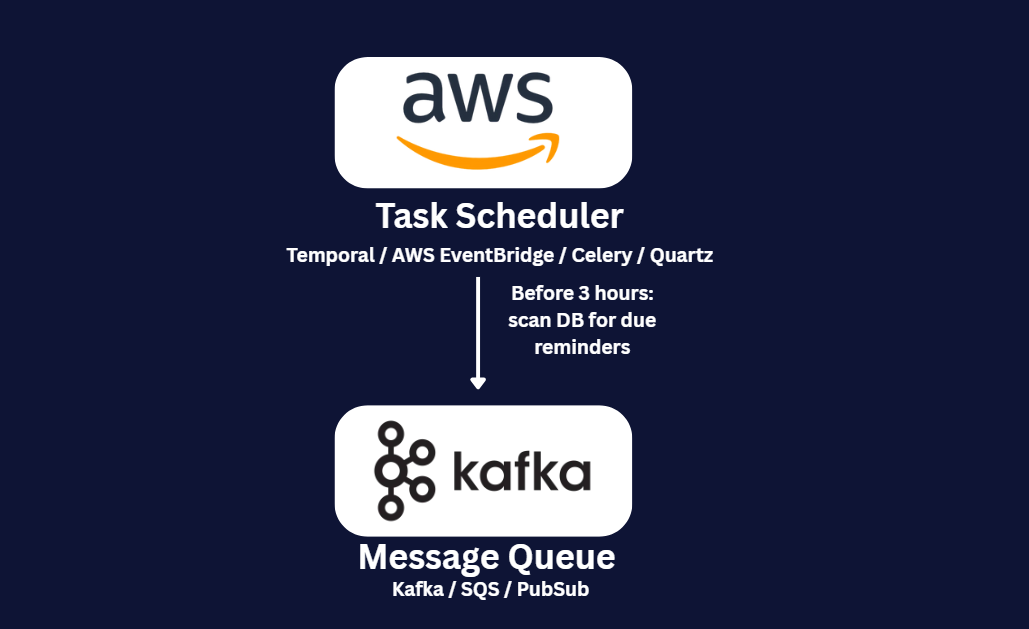 aws
Task Scheduler
Temporal / AWS EventBridge / Celery / Quartz
Before 3 hours:
scan DB for due
reminders
kafka
Message Queue
Kafka / SQS / PubSub